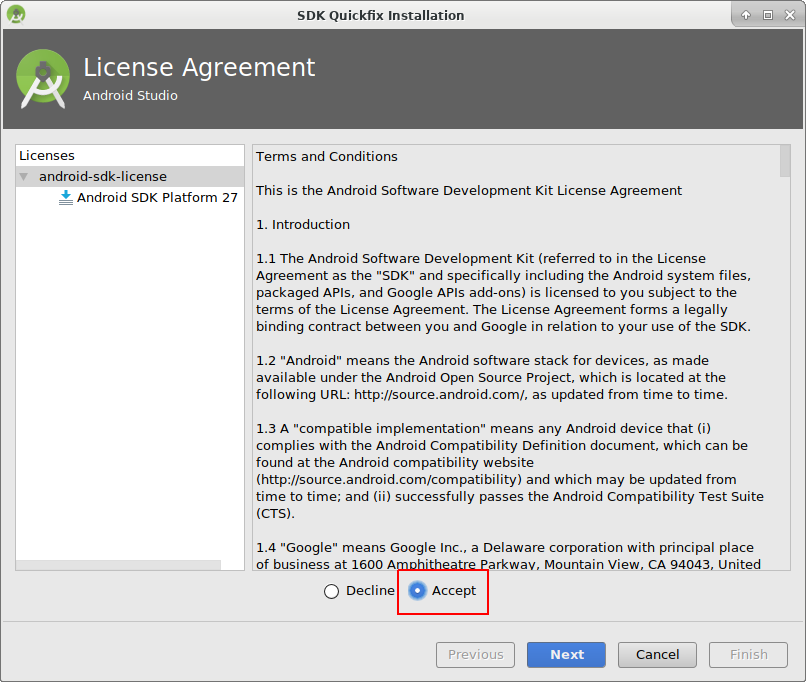 SDK Quickfix Installation
License Agreement
Android Studio
Licenses
android-sdk-license
Android SDK Platform 27
Terms and Conditions
This is the Android Software Development Kit License Agreement
1. Introduction
1.1 The Android Software Development Kit (referred to in the License
Agreement as the "SDK" and specifically including the Android system files,
packaged APIs, and Google APIs add-ons) is licensed to you subject to the
terms of the License Agreement. The License Agreement forms a legally
binding contract between you and Google in relation to your use of the SDK.
1.2 "Android" means the Android software stack for devices, as made
available under the Android Open Source Project, which is located at the
following URL: http://source.android.com/, as updated from time to time.
1.3 A "compatible implementation" means any Android device that (i)
complies with the Android Compatibility Definition document, which can be
found at the Android compatibility website
(http://source.android.com/compatibility) and which may be updated from
time to time; and (ii) successfully passes the Android Compatibility Test Suite
(CTS).
1.4 "Google" means Google Inc., a Delaware corporation with principal place
of business at 1600 Amphitheatre Parkway, Mountain View, CA 94043, United
Decline Accept
Previous Next Cancel Finish